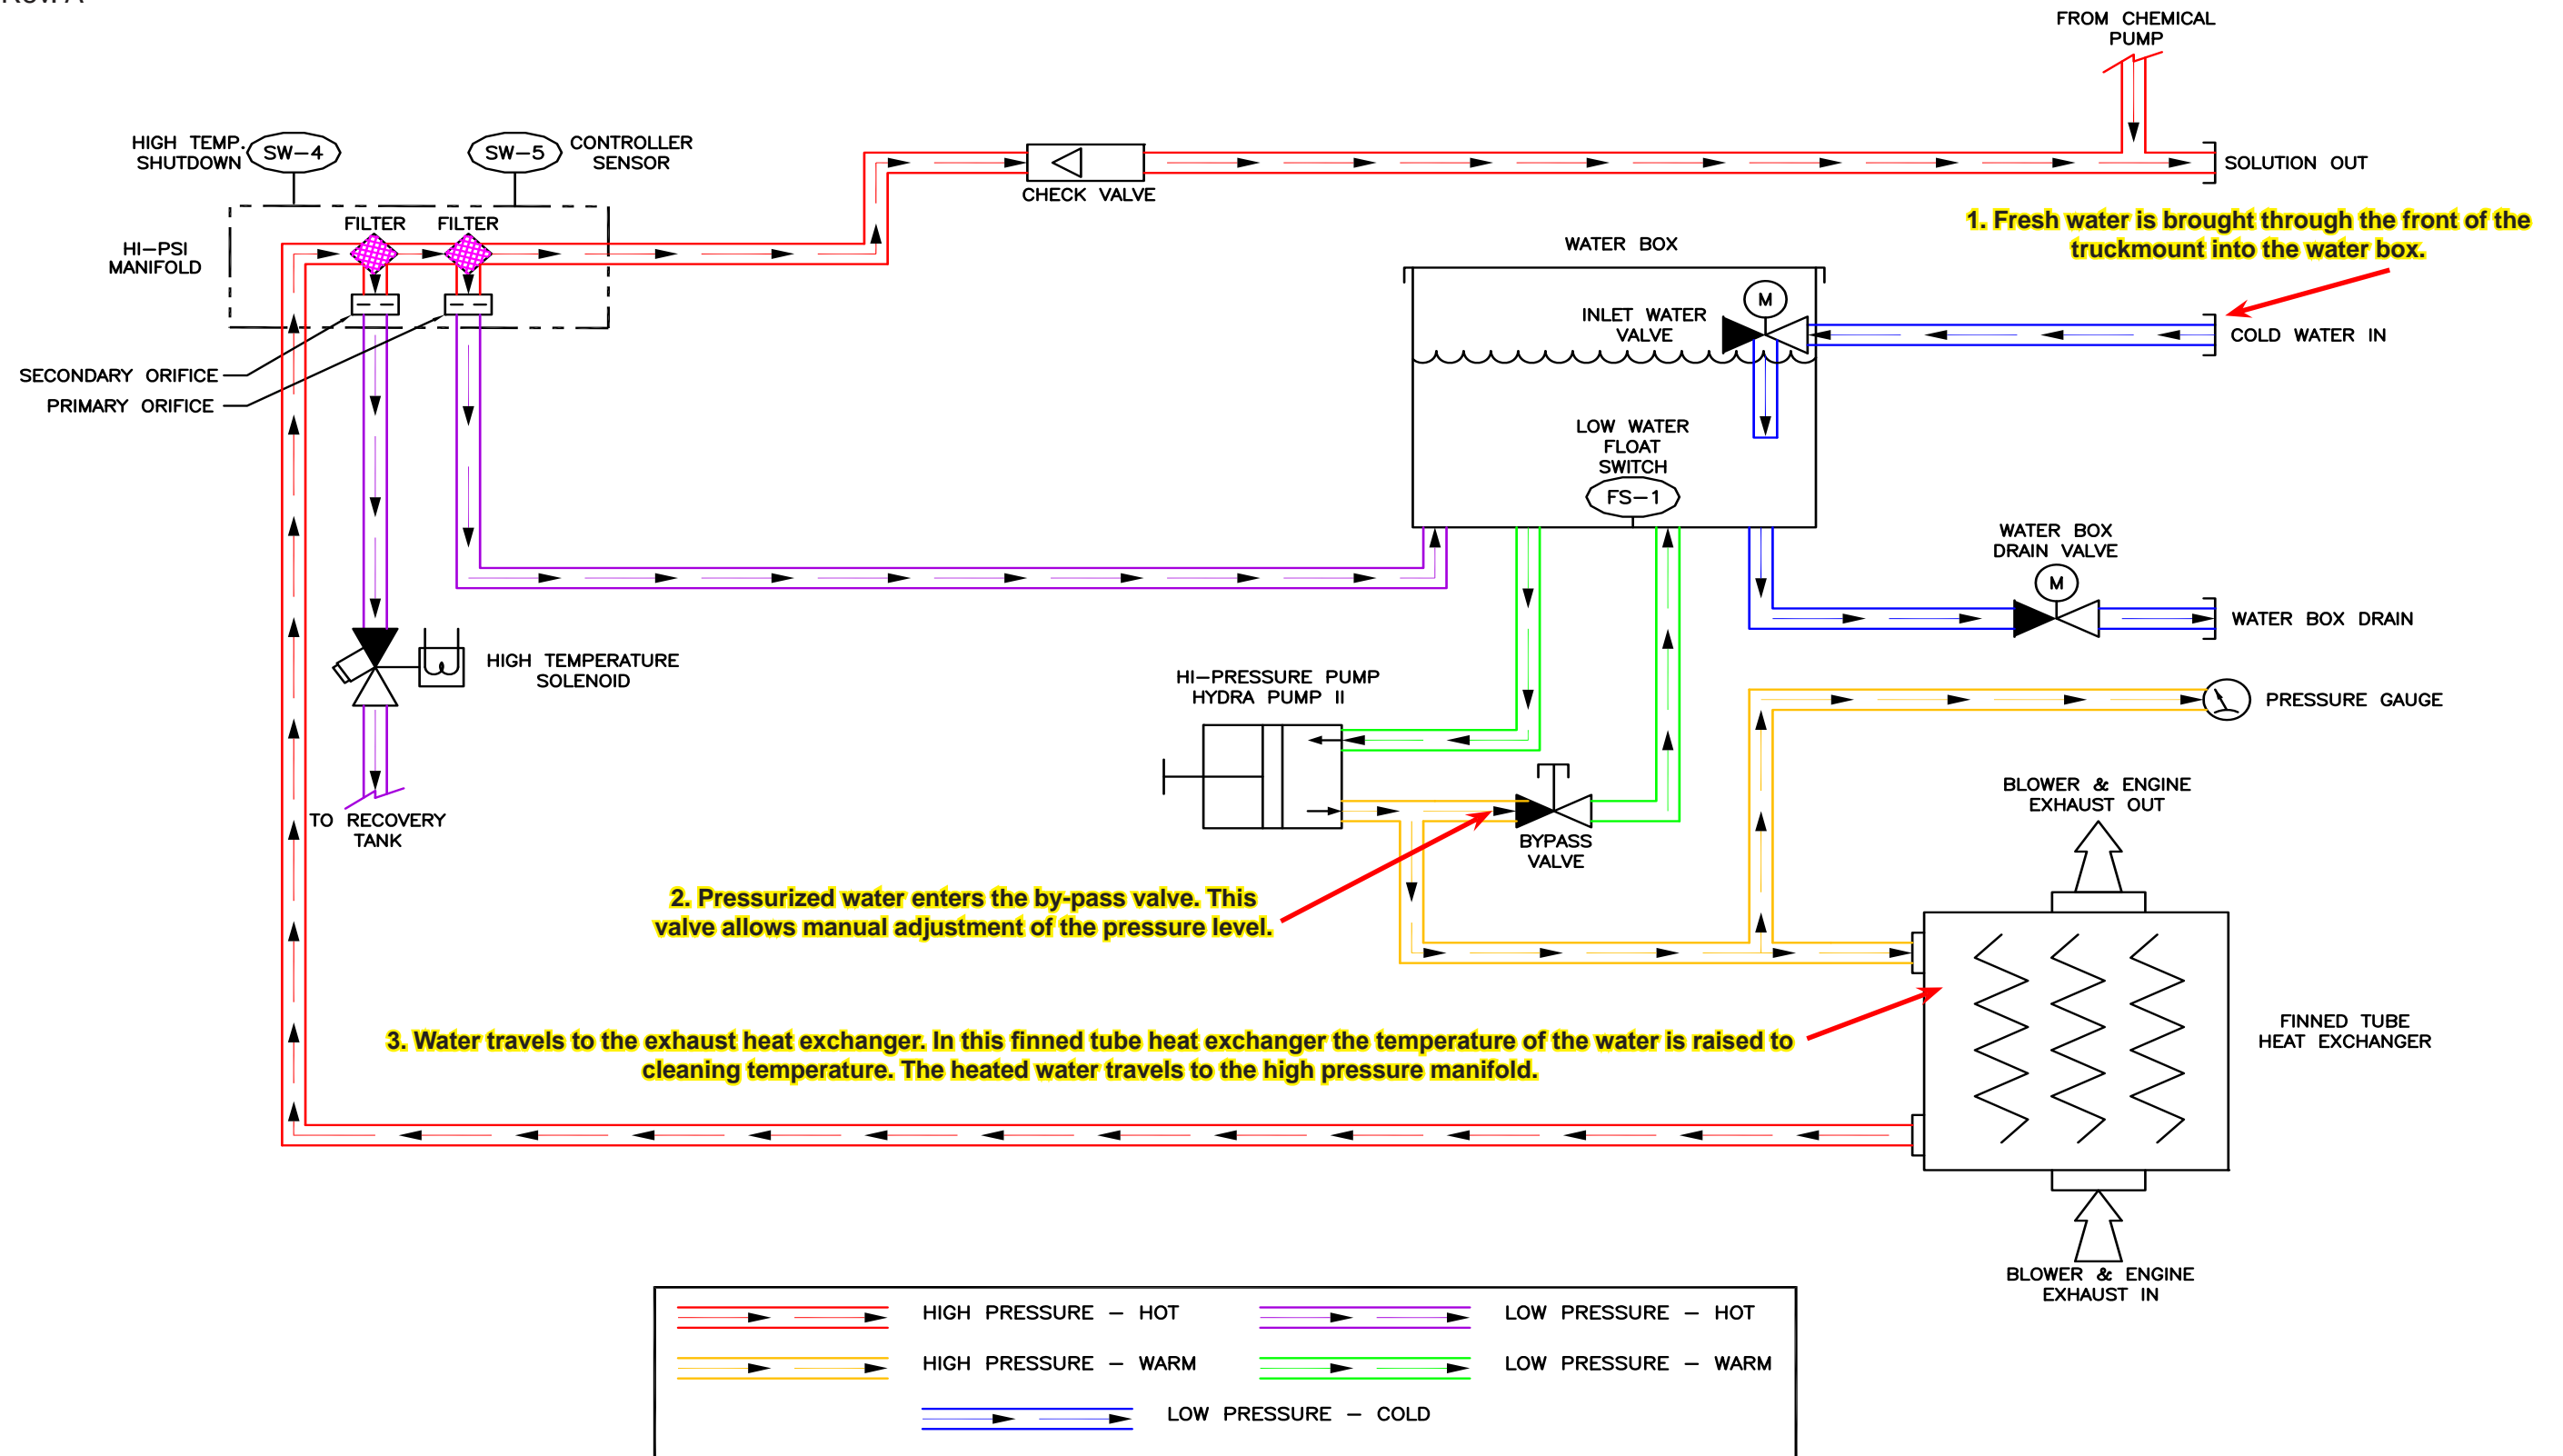 FROM CHEMICAL
PUMP
HIGH TEMP.
SHUTDOWN
SW-4
SW-5
CONTROLLER
SENSOR
SOLUTION OUT
CHECK VALVE
FILTER
FILTER
HI-PSI
MANIFOLD
1. Fresh water is brought through the front of the
truckmount into the water box.
WATER BOX
M
INLET WATER
VALVE
COLD WATER IN
SECONDARY ORIFICE
PRIMARY ORIFICE
LOW WATER
FLOAT
SWITCH
FS-1
WATER BOX
DRAIN VALVE
M
WATER BOX DRAIN
HIGH TEMPERATURE
SOLENOID
HI-PRESSURE PUMP
HYDRA PUMP II
PRESSURE GAUGE
TO RECOVERY
TANK
BYPASS
VALVE
BLOWER & ENGINE
EXHAUST OUT
2. Pressurized water enters the by-pass valve. This
valve allows manual adjustment of the pressure level.
3. Water travels to the exhaust heat exchanger. In this finned tube heat exchanger the temperature of the water is raised to
cleaning temperature. The heated water travels to the high pressure manifold.
FINNED TUBE
HEAT EXCHANGER
BLOWER & ENGINE
EXHAUST IN
HIGH PRESSURE - HOT
LOW PRESSURE - HOT
HIGH PRESSURE - WARM
LOW PRESSURE - WARM
LOW PRESSURE - COLD